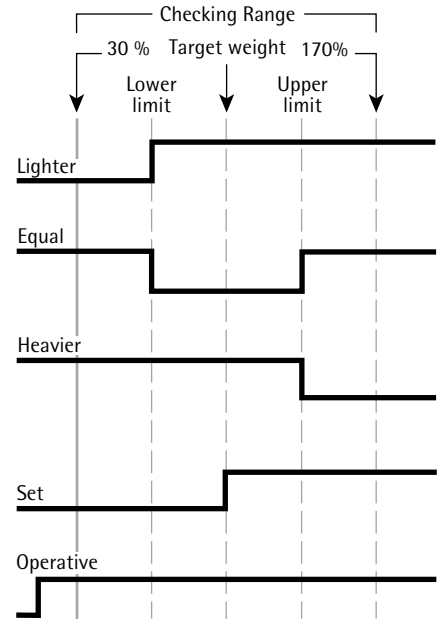 Checking Range
30 % Target weight 170%
Lower limit
Upper limit
Lighter
Equal
Heavier
Set
Operative